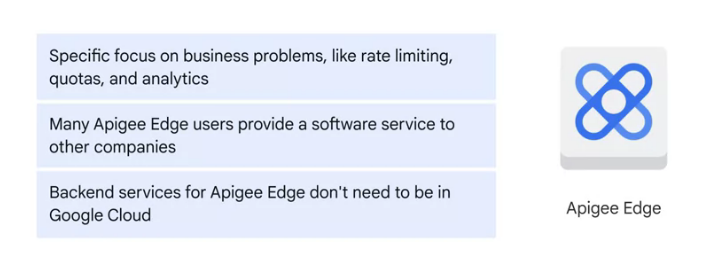 Specific focus on business problems, like rate limiting,
quotas, and analytics
Many Apigee Edge users provide a software service to
other companies
Backend services for Apigee Edge don't need to be in
Google Cloud
Apigee Edge